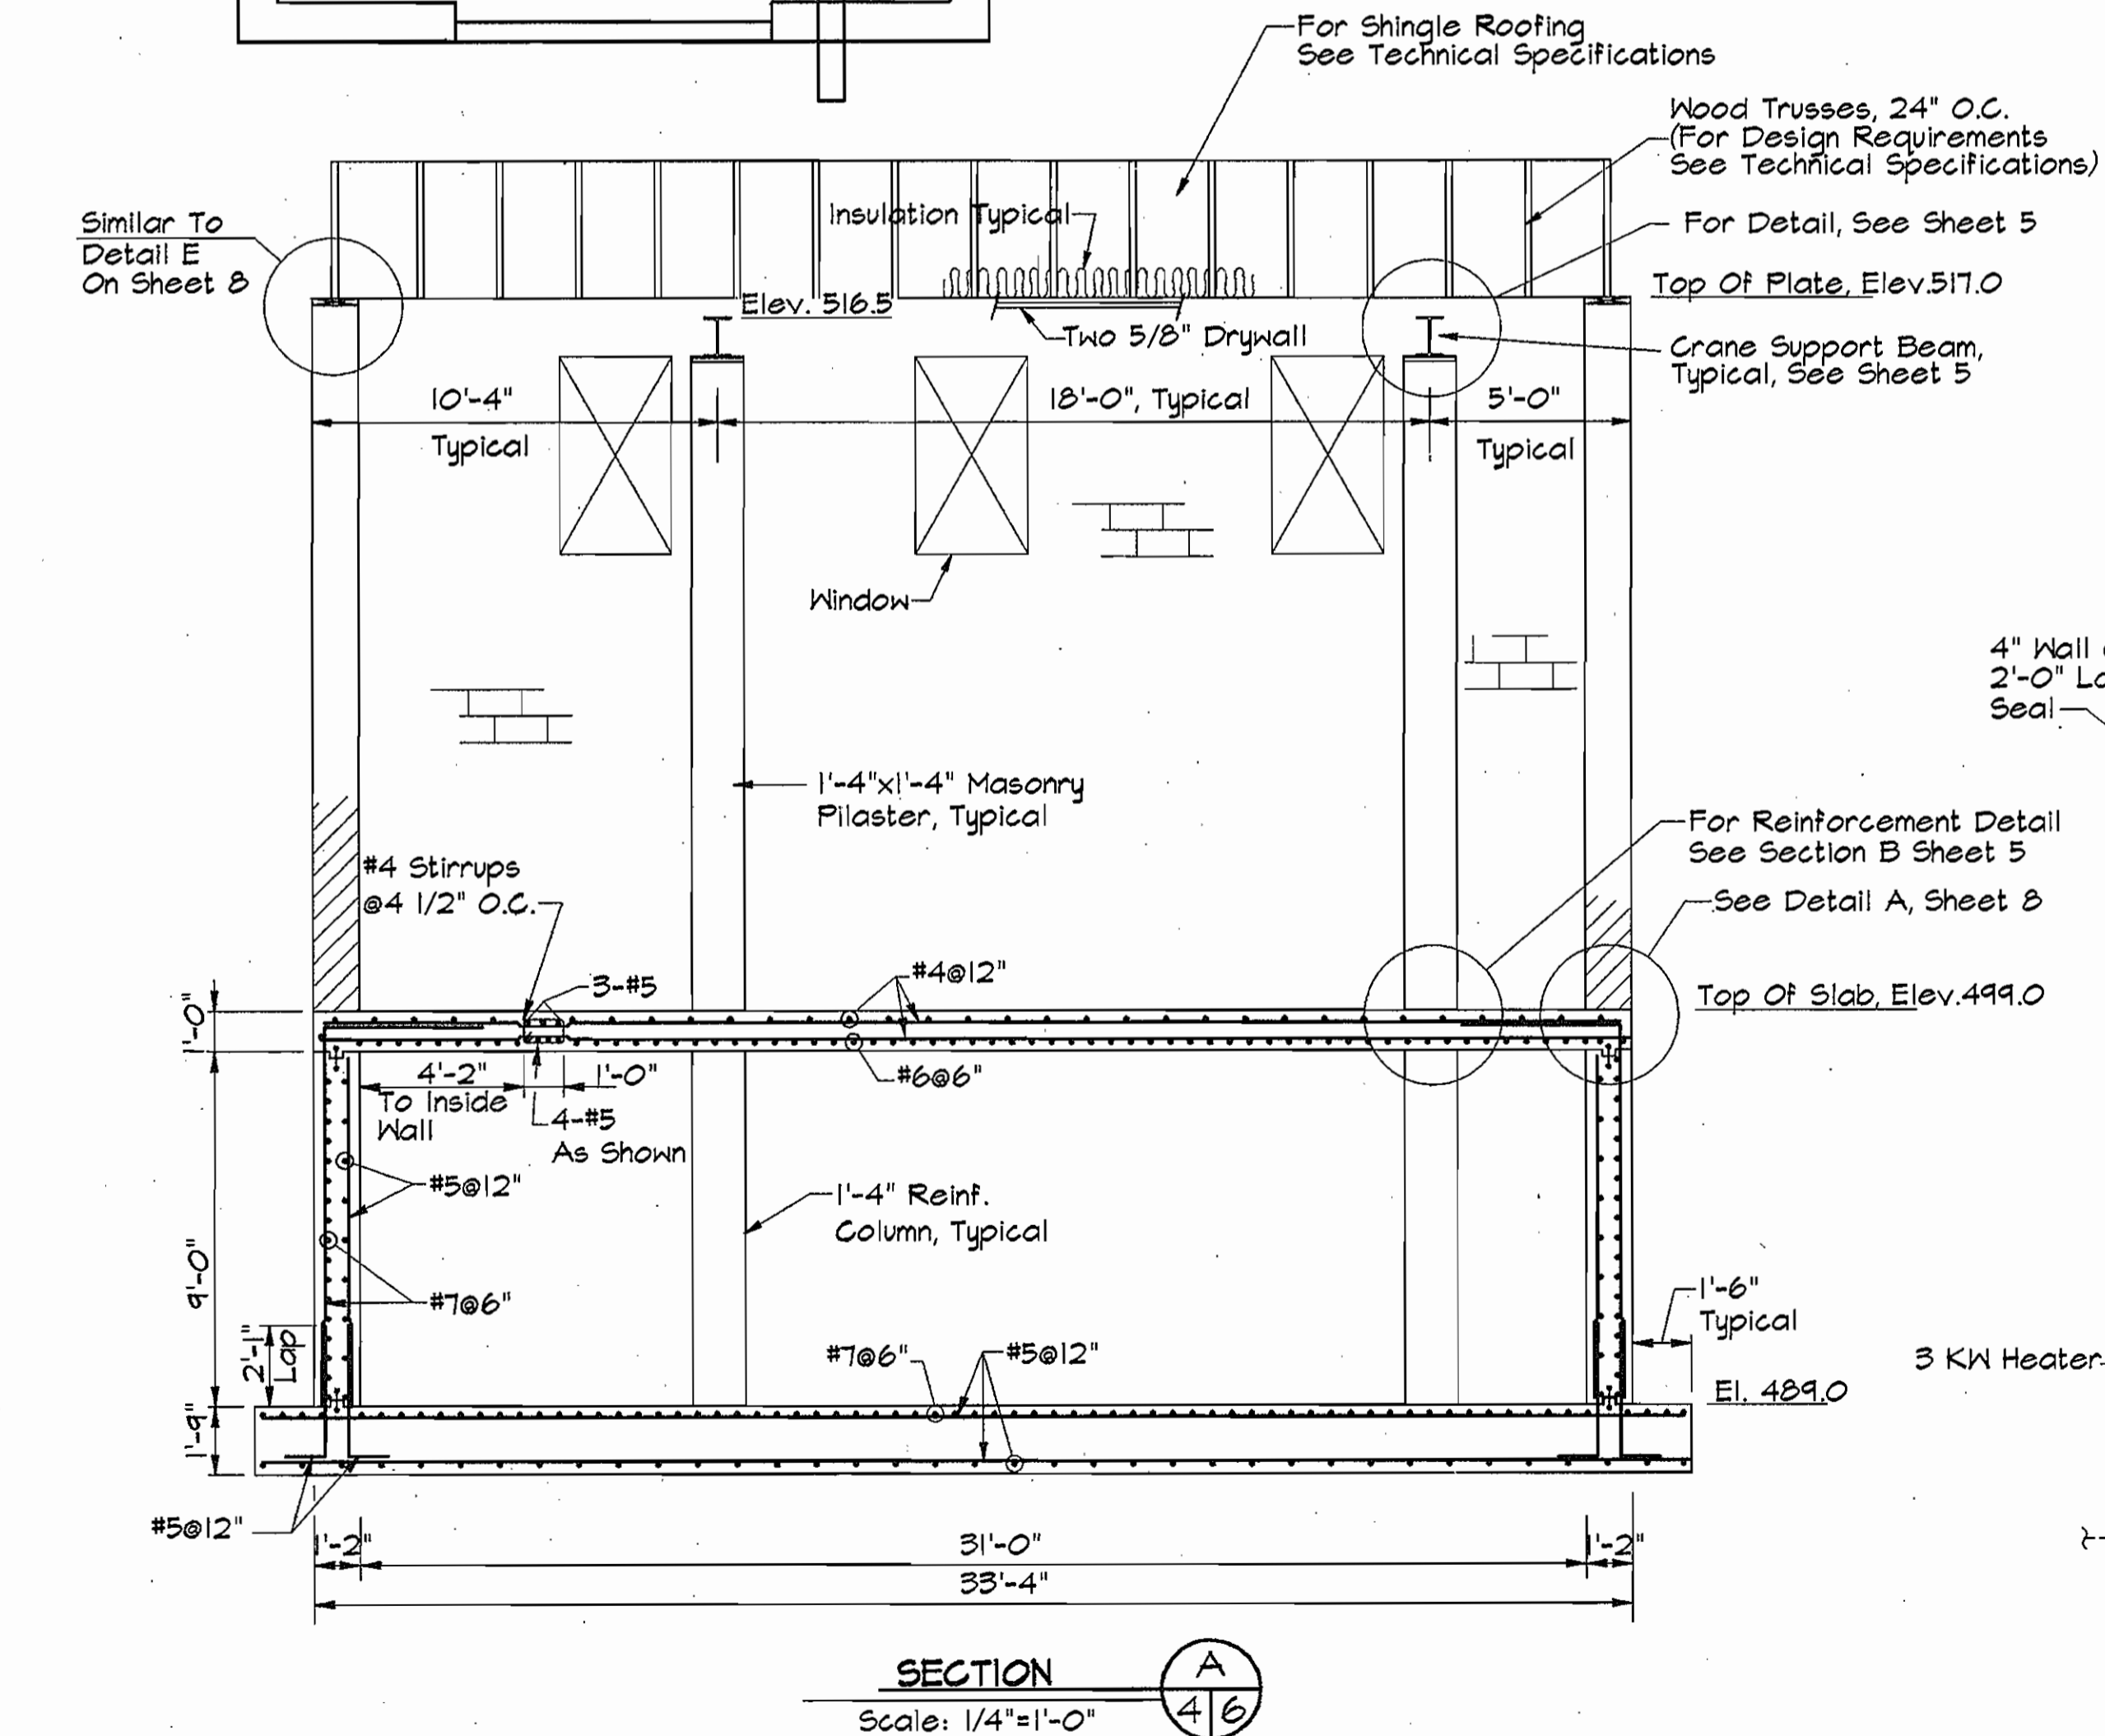 For Shingle Roofing
See Technical Specifications
Wood Trusses, 24" O.C.
(For Design Requirements
See Technical Specifications)
Similar To
Detail E
On Sheet 8
Insulation Typical
For Detail, See Sheet 5
Top Of Plate, Elev.517.0
Elev. 516.5
Two 5/8" Drywall
Crane Support Beam,
Typical, See Sheet 5
10'-4"
Typical
18'-0", Typical
5'-0"
Typical
Window
4" Wall
2'-0" Lo
Seal
1'-4"x1'-4" Masonry
Pilaster, Typical
For Reinforcement Detail
See Section B Sheet 5
#4 Stirrups
@4 1/2" O.C.
See Detail A, Sheet 8
3-#5
#4@12"
Top Of Slab, Elev.499.0
1'-0"
4'-2"
To Inside
Wall
1'-0"
#6@6"
4-#5
As Shown
#5@12"
1'-4" Reinf.
Column, Typical
9'-0"
#7@6"
1'-6"
Typical
2'-1"
Lap
#7@6"
#5@12"
3 KW Heater
El. 489.0
1'-9"
#5@12"
1'-2"
31'-0"
1'-2"
33'-4"
SECTION
A
4 6
Scale: 1/4"=1'-0"